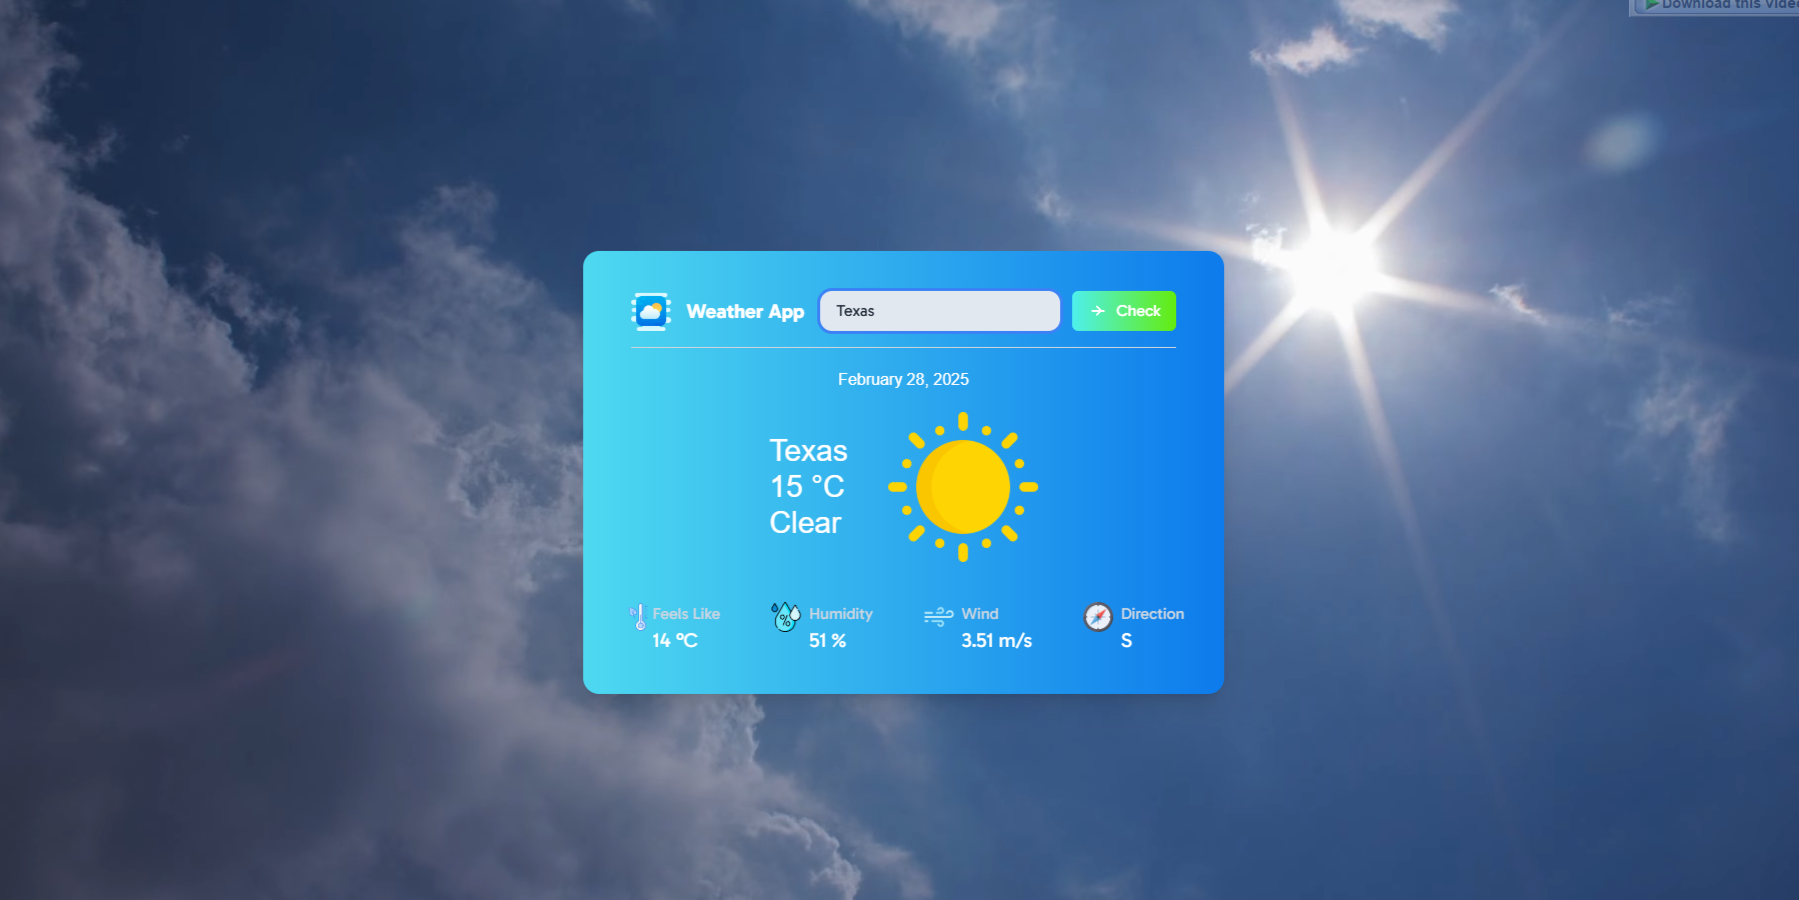 Download this Vide
Weather App
Texas
Check
February 28, 2025
Texas
15 °C
Clear
%
Feels Like
14 °C
Humidity
51 %
Wind
3.51 m/s
Direction
S